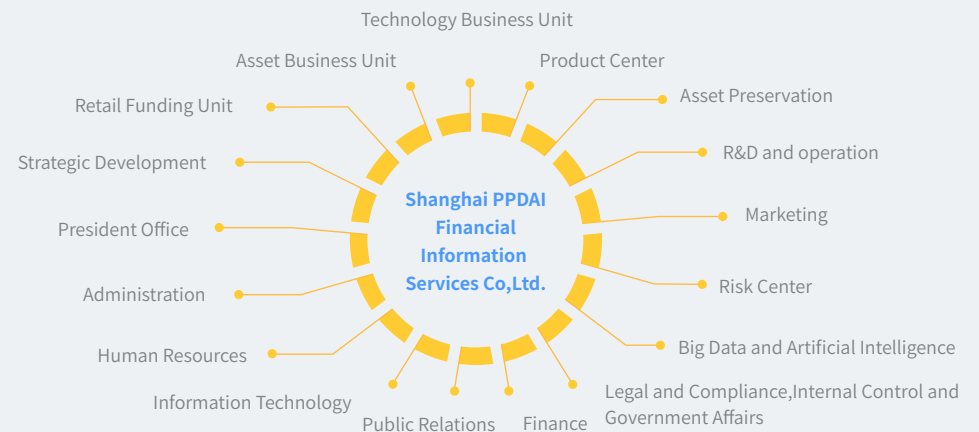 Technology Business Unit
Asset Business Unit
Product Center
Retail Funding Unit
Asset Preservation
Strategic Development
R&D and operation
President Office
Marketing
Administration
Risk Center
Human Resources
Big Data and Artificial Intelligence
Information Technology
Legal and Compliance,Internal Control and
Government Affairs
Public Relations
Finance
Shanghai PPDAI
Financial
Information
Services Co,Ltd.